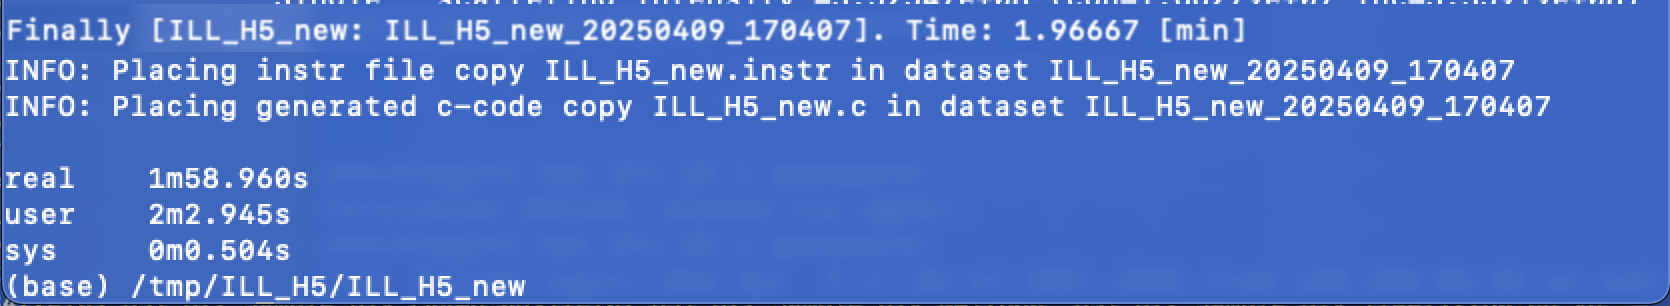 Finally [ILL_H5_new: ILL_H5_new_20250409_170407]. Time: 1.96667 [min]
INFO: Placing instr file copy ILL_H5_new.instr in dataset ILL_H5_new_20250409_170407
INFO: Placing generated c-code copy ILL_H5_new.c in dataset ILL_H5_new_20250409_170407
real 1m58.960s
user 2m2.945s
sys 0m0.504s
(base) /tmp/ILL_H5/ILL_H5_new